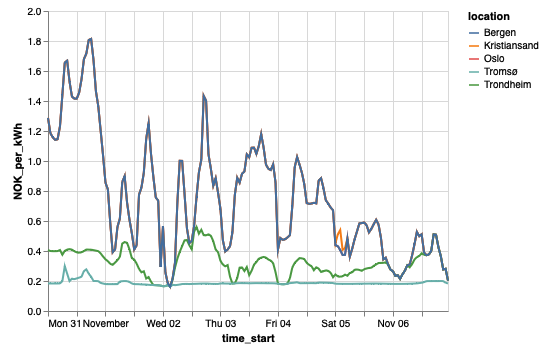 2.0
1.8
1.6
1.4
1.2
1.0
0.8
0.6
0.4
0.2
0.0
NOK_per_kWh
Mon 31 November Wed 02 Thu 03 Fri 04 Sat 05 Nov 06
time_start
location
Bergen
Kristiansand
Oslo
Tromsø
Trondheim